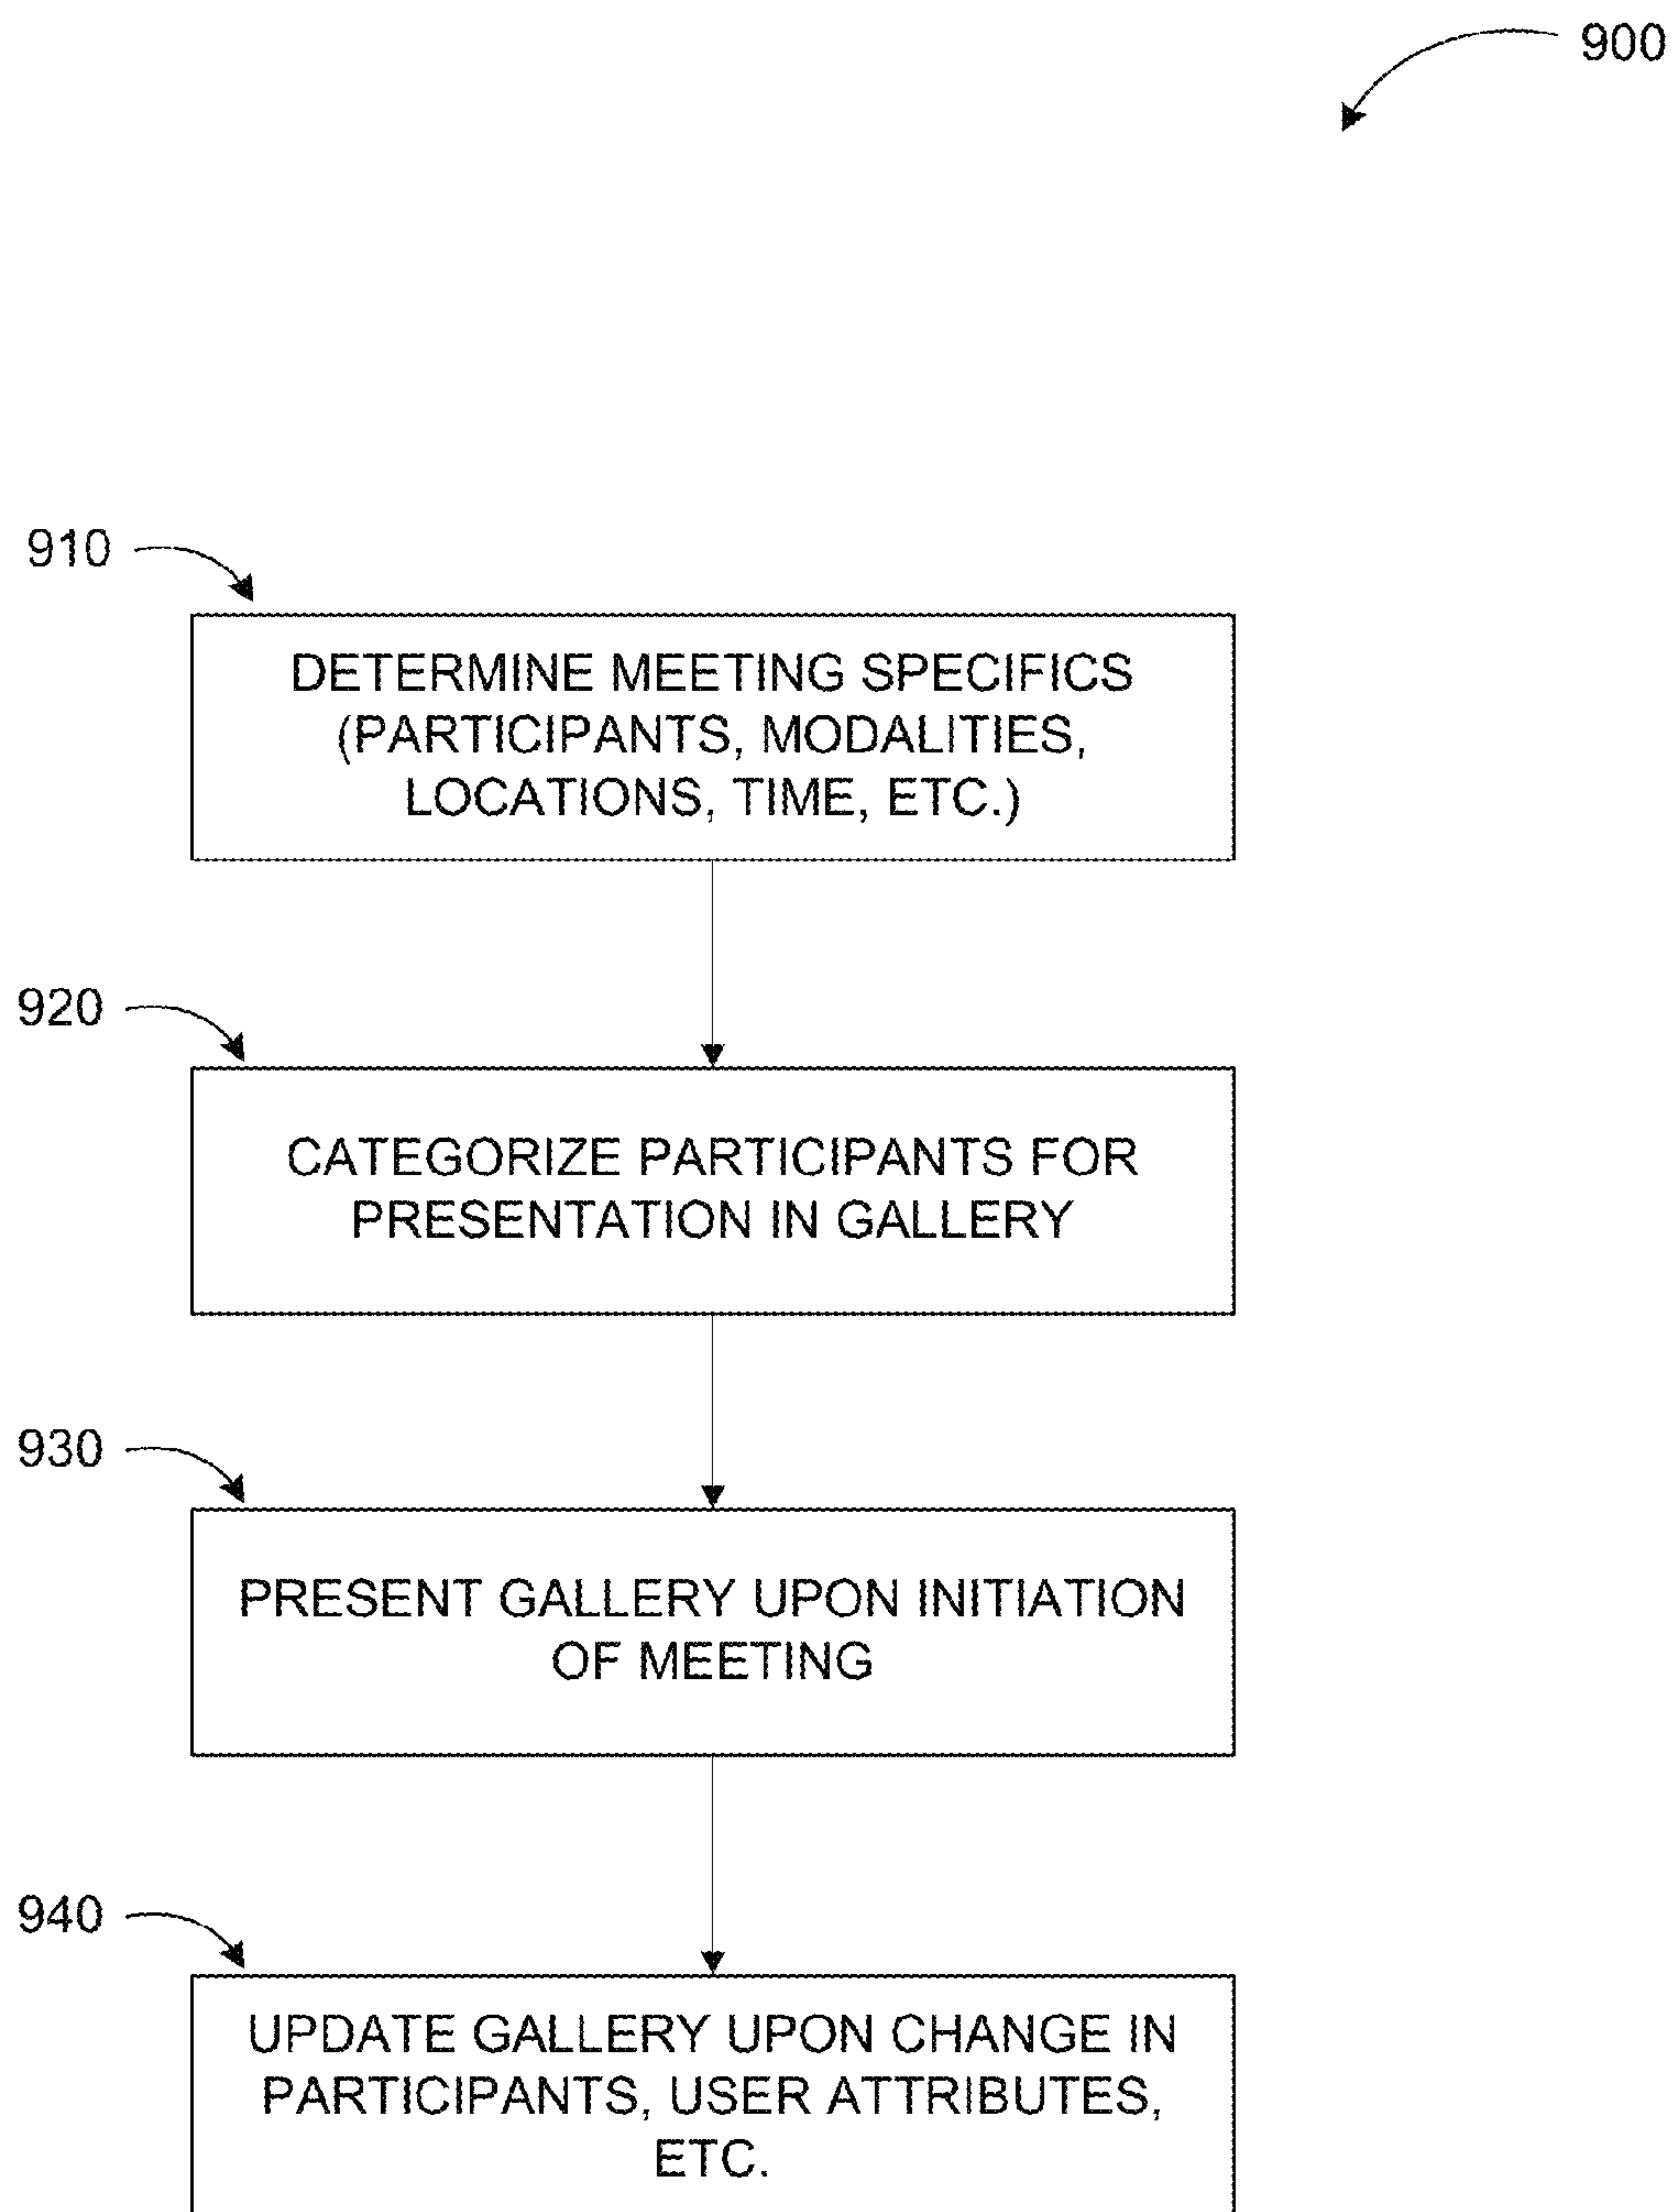 900
910
DETERMINE MEETING SPECIFICS
(PARTICIPANTS, MODALITIES,
LOCATIONS, TIME, ETC.)
920
CATEGORIZE PARTICIPANTS FOR
PRESENTATION IN GALLERY
930
PRESENT GALLERY UPON INITIATION
OF MEETING
940
UPDATE GALLERY UPON CHANGE IN
PARTICIPANTS, USER ATTRIBUTES,
ETC.